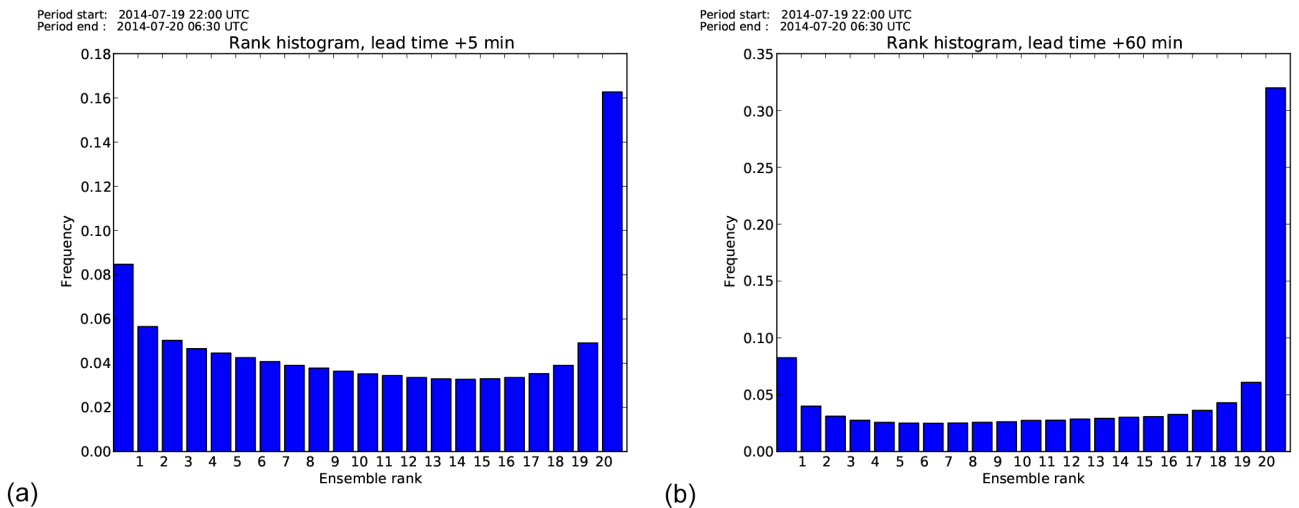 Period start: 2014-07-19 22:00 UTC
Period end : 2014-07-20 06:30 UTC
Rank histogram, lead time +5 min
0.18
0.16
0.14
0.12
0.10
0.08
0.06
0.04
0.02
0.00
Frequency
1 2 3 4 5 6 7 8 9 10 11 12 13 14 15 16 17 18 19 20
Ensemble rank
(a)
Period start: 2014-07-19 22:00 UTC
Period end : 2014-07-20 06:30 UTC
Rank histogram, lead time +60 min
0.35
0.30
0.25
0.20
0.15
0.10
0.05
0.00
Frequency
1 2 3 4 5 6 7 8 9 10 11 12 13 14 15 16 17 18 19 20
Ensemble rank
(b)